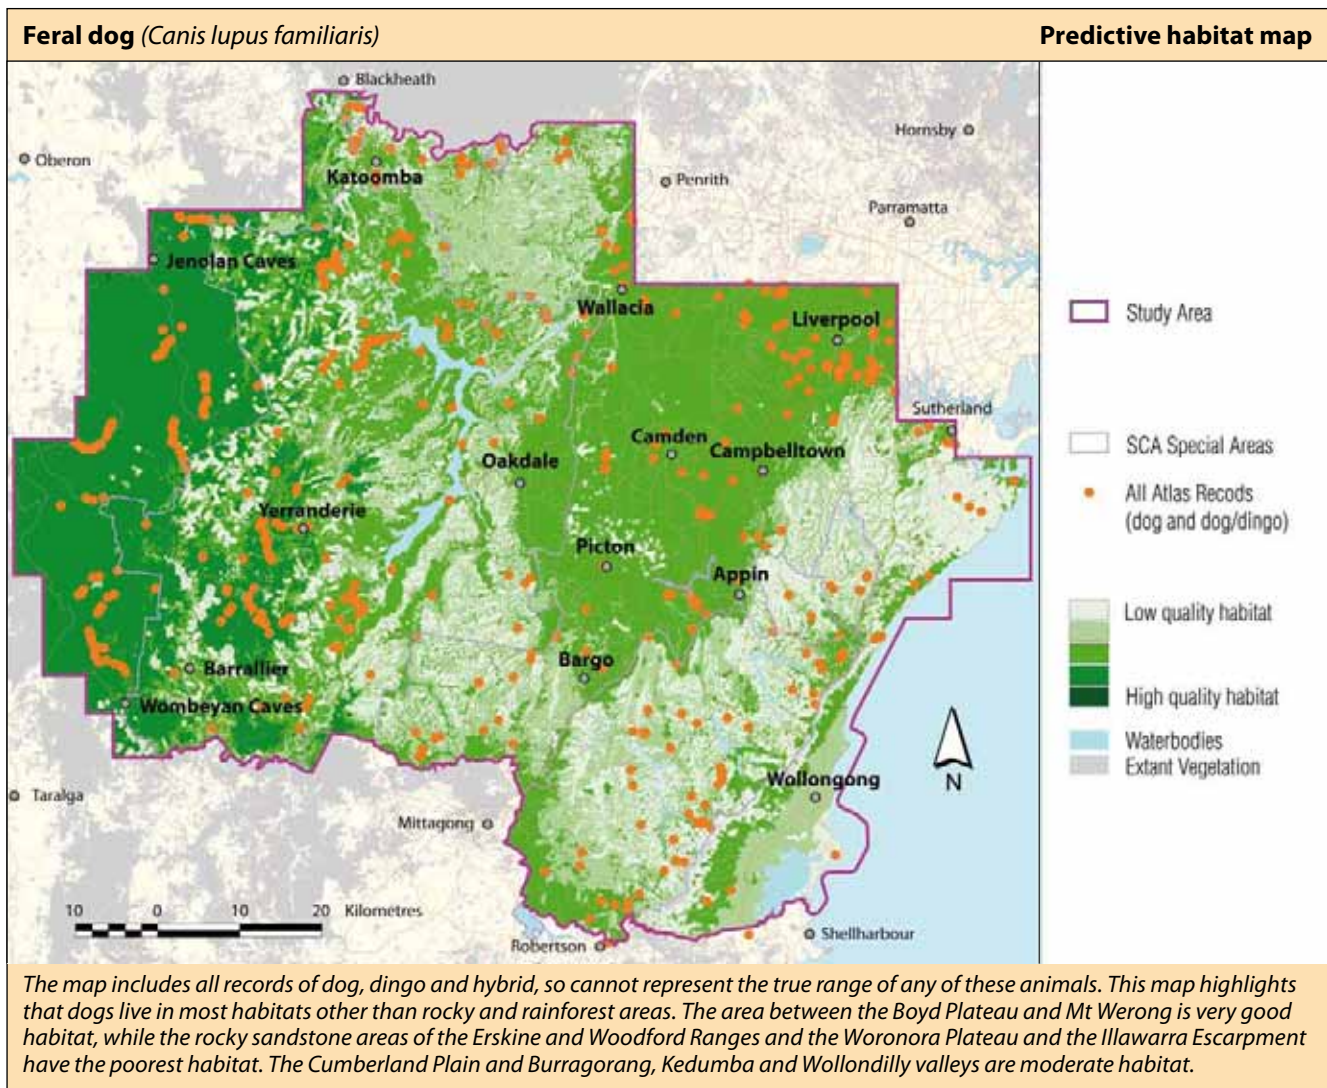 Feral dog (Canis lupus familiaris)
Predictive habitat map
Blackheath
Hornsby
Oberon
Katoomba
Penrith
Parramatta
Jenolan Caves
Wallacia
Liverpool
Study Area
Sutherland
Camden
Campbelltown
SCA Special Areas
Oakdale
All Atlas Recods
(dog and dog/dingo)
Yerranderie
Picton
Appin
Low quality habitat
Bargo
Barrallier
High quality habitat
Wombeyan Caves
Waterbodies
Extant Vegetation
Wollongong
N
Taralga
Mittagong
10 0 10 20 Kilometres
Robertson
Shellharbour
The map includes all records of dog, dingo and hybrid, so cannot represent the true range of any of these animals. This map highlights
that dogs live in most habitats other than rocky and rainforest areas. The area between the Boyd Plateau and Mt Werong is very good
habitat, while the rocky sandstone areas of the Erskine and Woodford Ranges and the Woronora Plateau and the Illawarra Escarpment
have the poorest habitat. The Cumberland Plain and Burragorang, Kedumba and Wollondilly valleys are moderate habitat.